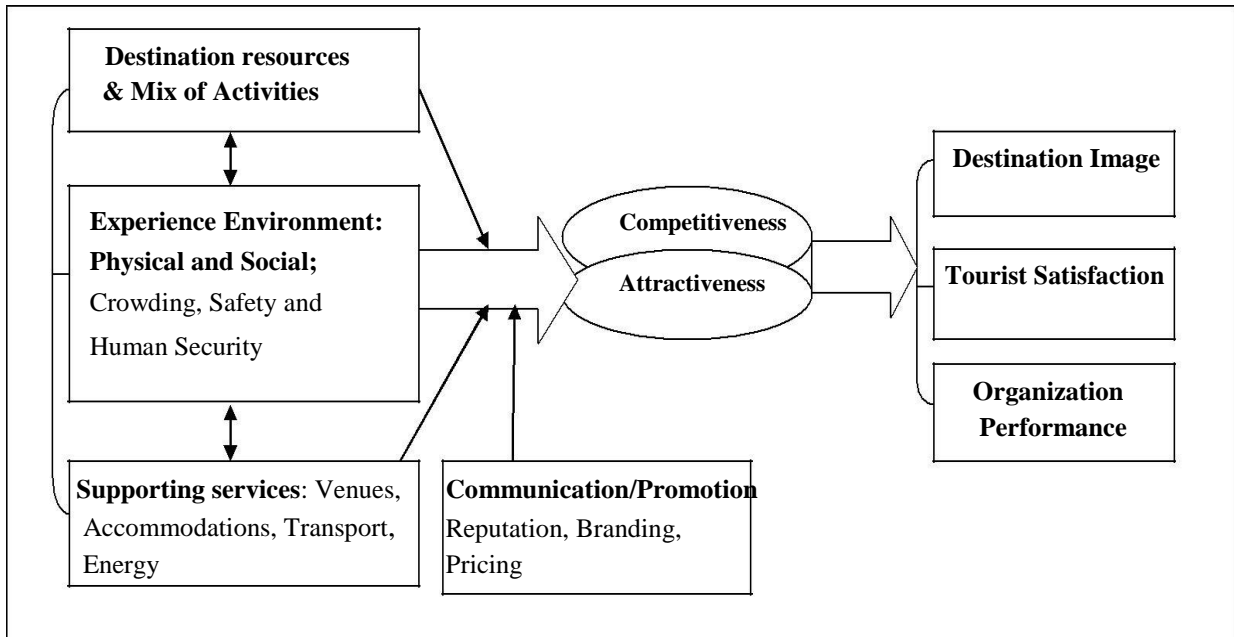 Destination resources
& Mix of Activities
Experience Environment:
Physical and Social;
Crowding, Safety and
Human Security
Supporting services: Venues,
Accommodations, Transport,
Energy
Communication/Promotion
Reputation, Branding,
Pricing
Competitiveness
Attractiveness
Destination Image
Tourist Satisfaction
Organization
Performance